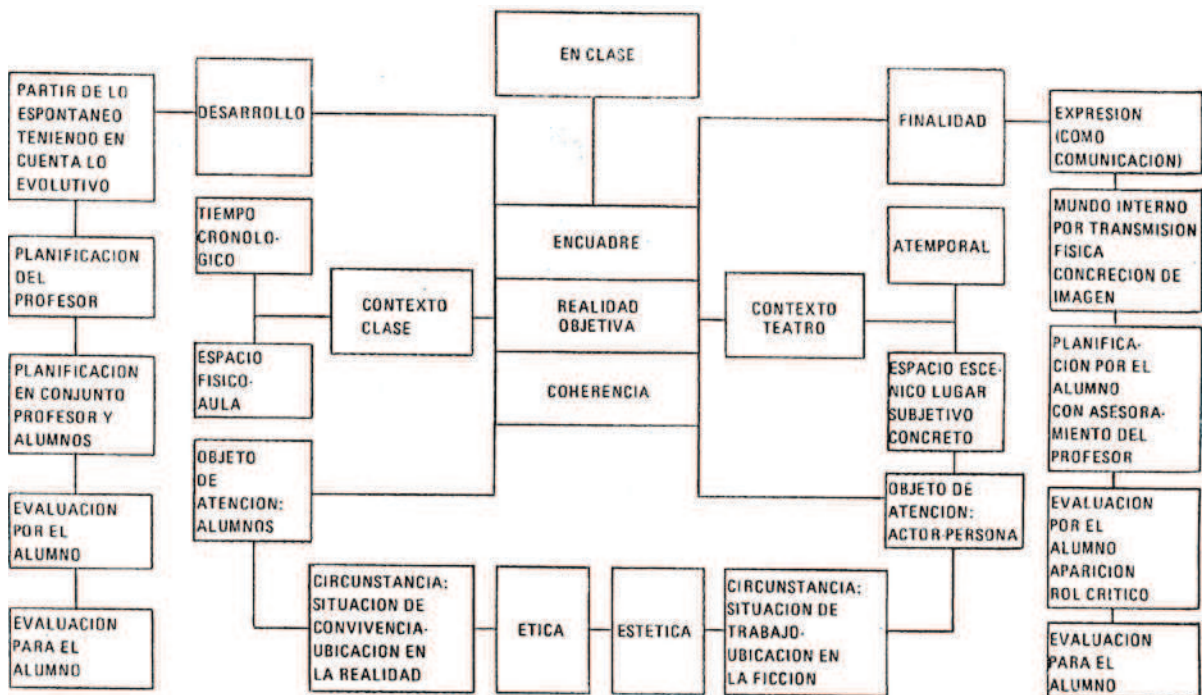 EN CLASE
PARTIR DE LO
ESPONTANEO
TENIENDO EN
CUENTA LO
EVOLUTIVO
DESARROLLO
FINALIDAD
EXPRESION
(COMO
COMUNICACION)
TIEMPO
CRONOLO-
GICO
ENCUADRE
ATEMPORAL
MUNDO INTERNO
POR TRANSMISION
FISICA
CONCRECION DE
IMAGEN
PLANIFICACION
DEL
PROFESOR
CONTEXTO
CLASE
REALIDAD
OBJETIVA
CONTEXTO
TEATRO
ESPACIO
FISICO-
AULA
COHERENCIA
ESPACIO ESCE-
NICO LUGAR
SUBJETIVO
CONCRETO
PLANIFICA-
CION POR EL
ALUMNO
CON ASESORA-
MIENTO DEL
PROFESOR
PLANIFICACION
EN CONJUNTO
PROFESOR Y
ALUMNOS
OBJETO
DE
ATENCION:
ALUMNOS
OBJETO DE
ATENCION:
ACTOR-PERSONA
EVALUACION
POR EL
ALUMNO
EVALUACION
POR EL
ALUMNO
APARICION
ROL CRITICO
CIRCUNSTANCIA:
SITUACION DE
CONVIVENCIA-
UBICACION EN
LA REALIDAD
ETICA
ESTETICA
CIRCUNSTANCIA:
SITUACION DE
TRABAJO-
UBICACION EN
LA FICCION
EVALUACION
PARA EL
ALUMNO
EVALUACION
PARA EL
ALUMNO